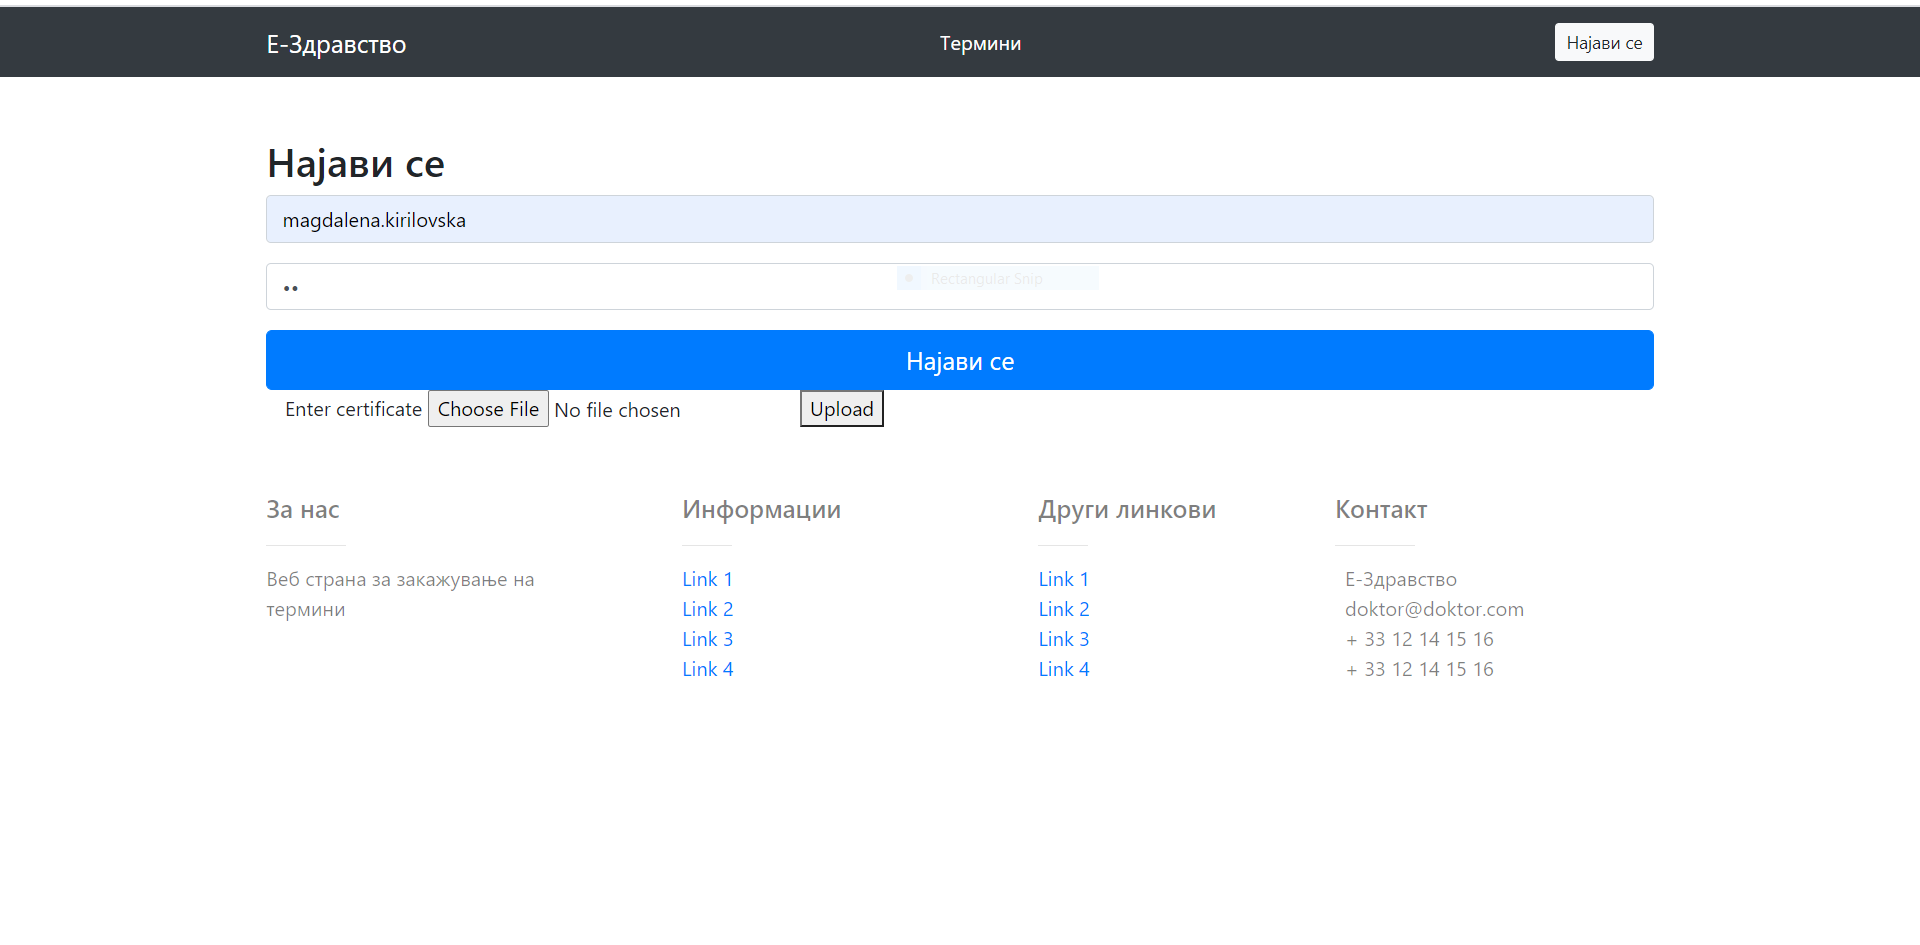 Е-Здравство
Термини
Најави се
Најави се
magdalena.kirilovska
••
Rectangular Snip
Најави се
Enter certificate Choose File No file chosen Upload
За нас
Веб страна за закажување на
термини
Информации
Link 1
Link 2
Link 3
Link 4
Други линкови
Link 1
Link 2
Link 3
Link 4
Контакт
Е-Здравство
doktor@doktor.com
+ 33 12 14 15 16
+ 33 12 14 15 16